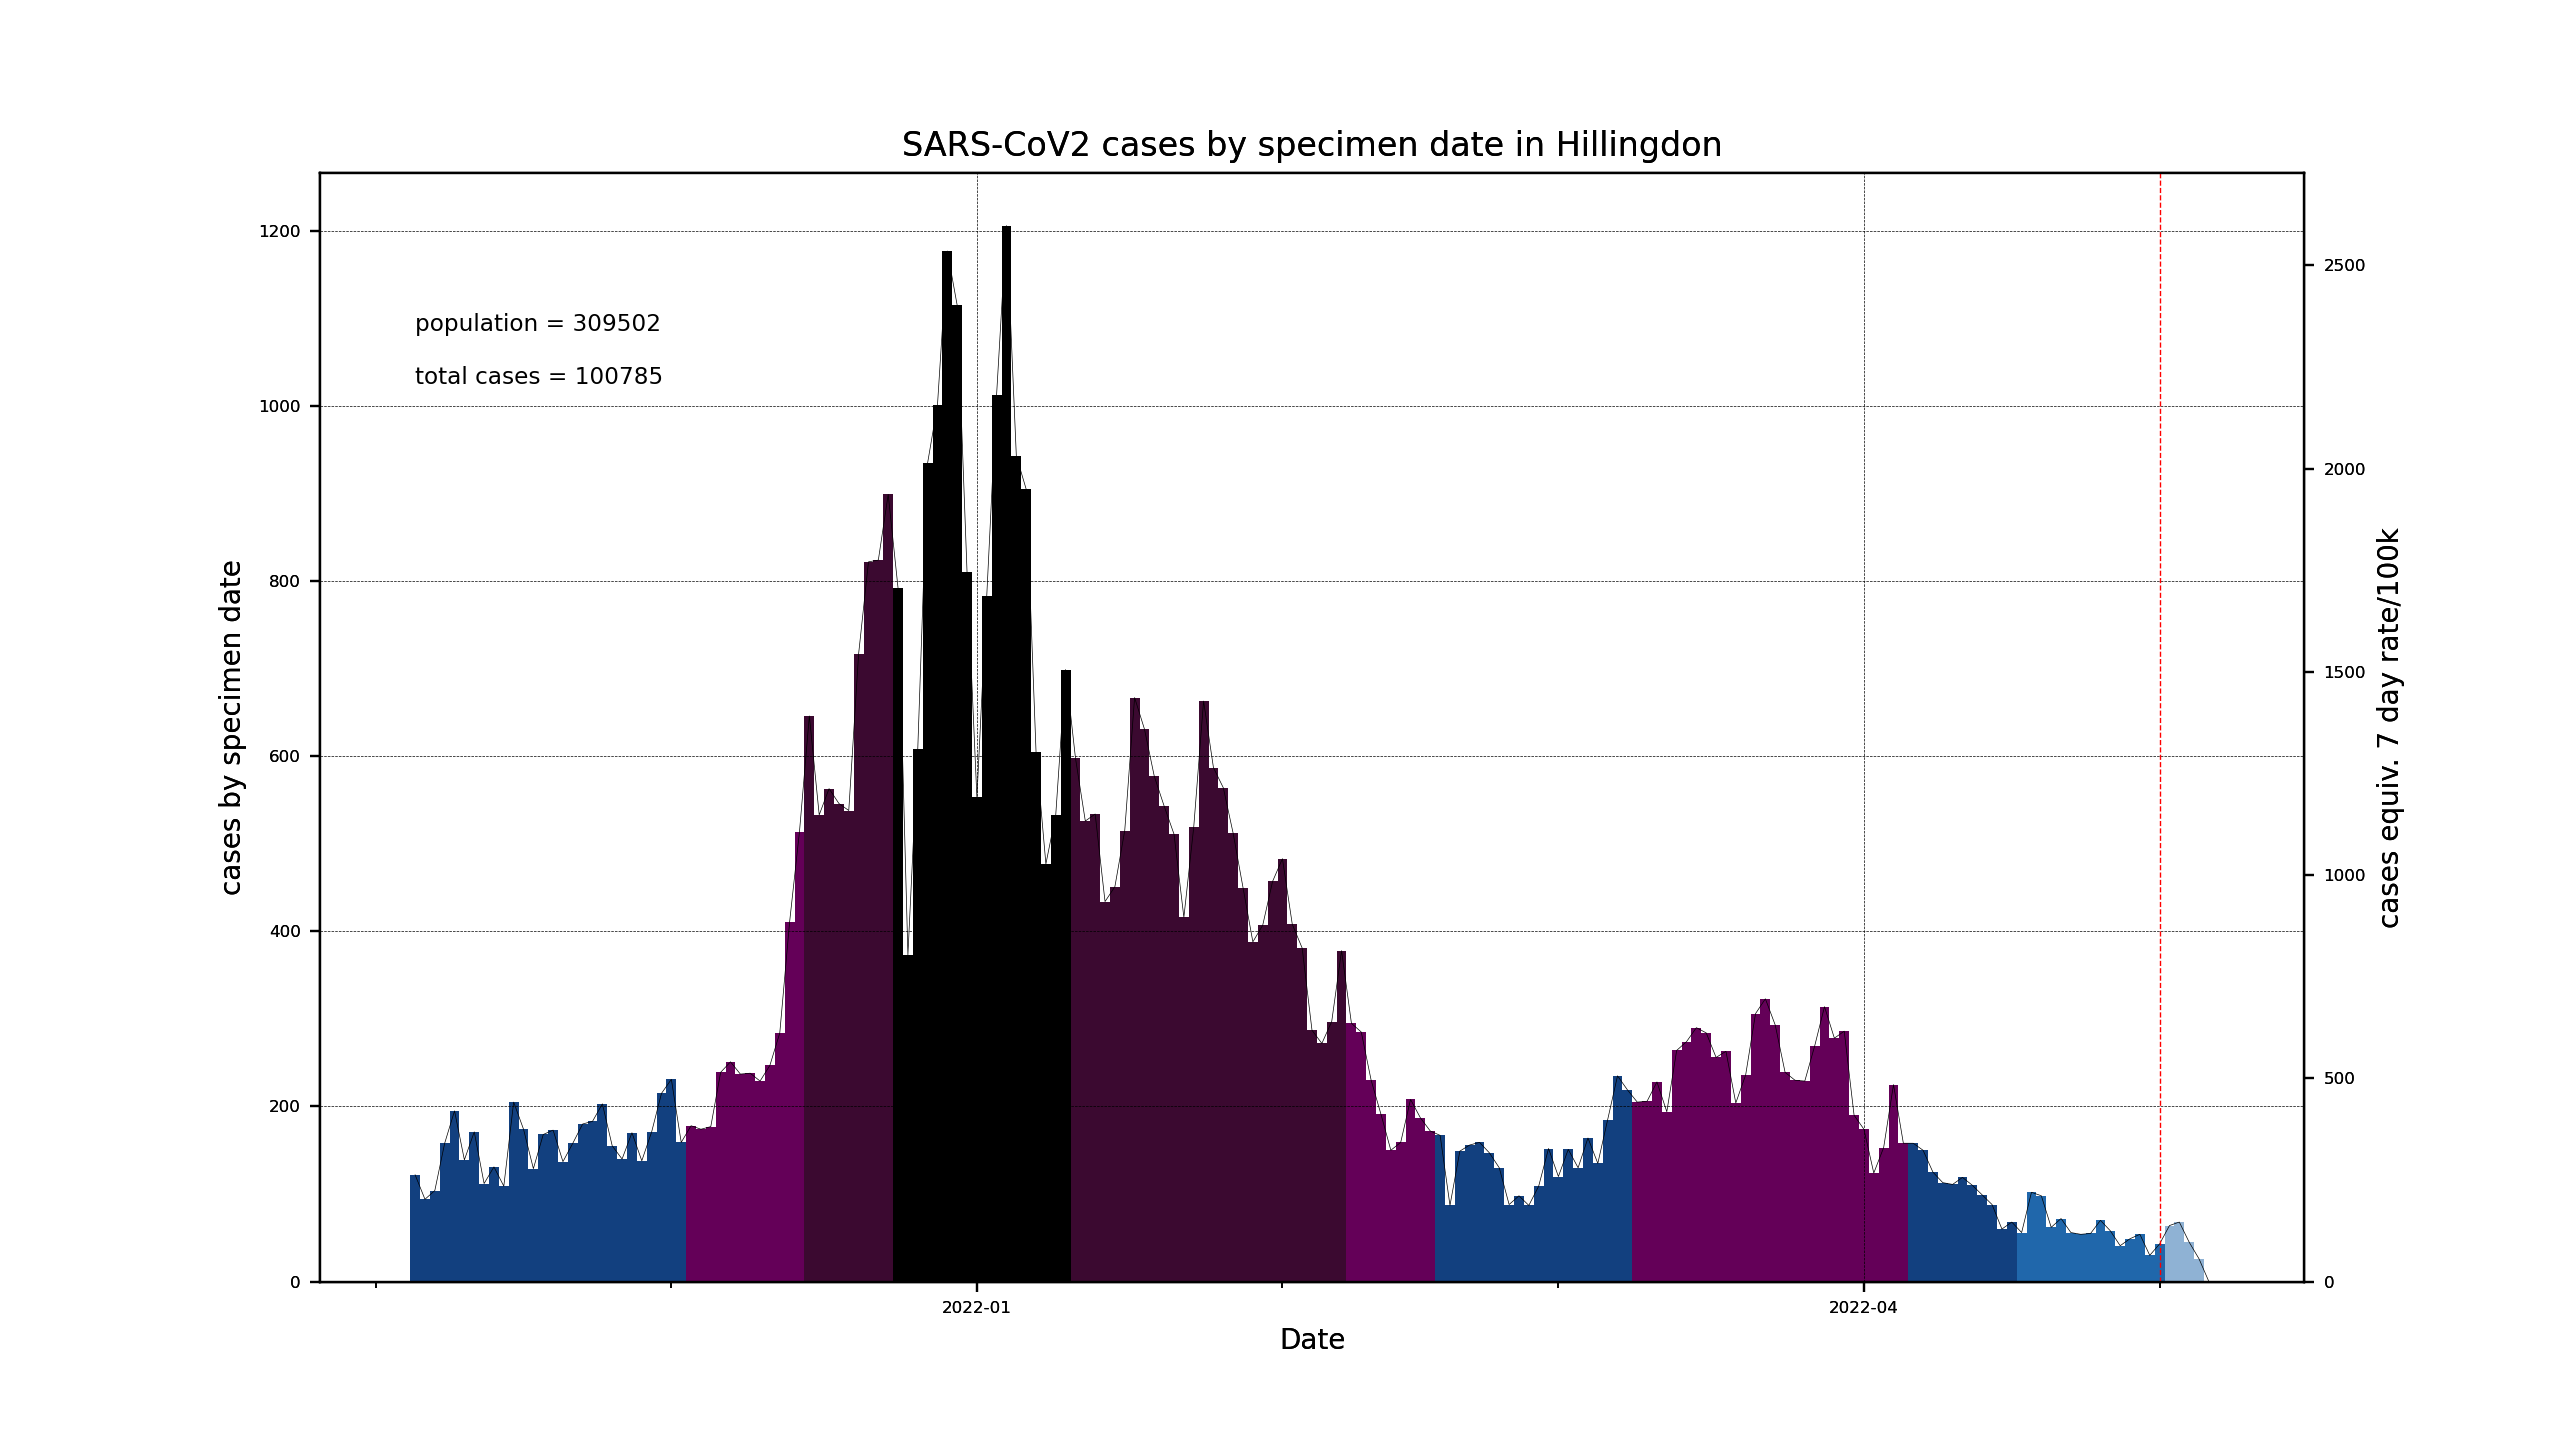 SARS-CoV2 cases by specimen date in Hillingdon
population = 309502
total cases = 100785
cases by specimen date
1200
1000
800
600
400
200
0
cases equiv. 7 day rate/100k
2500
2000
1500
1000
500
0
2022-01
2022-04
Date